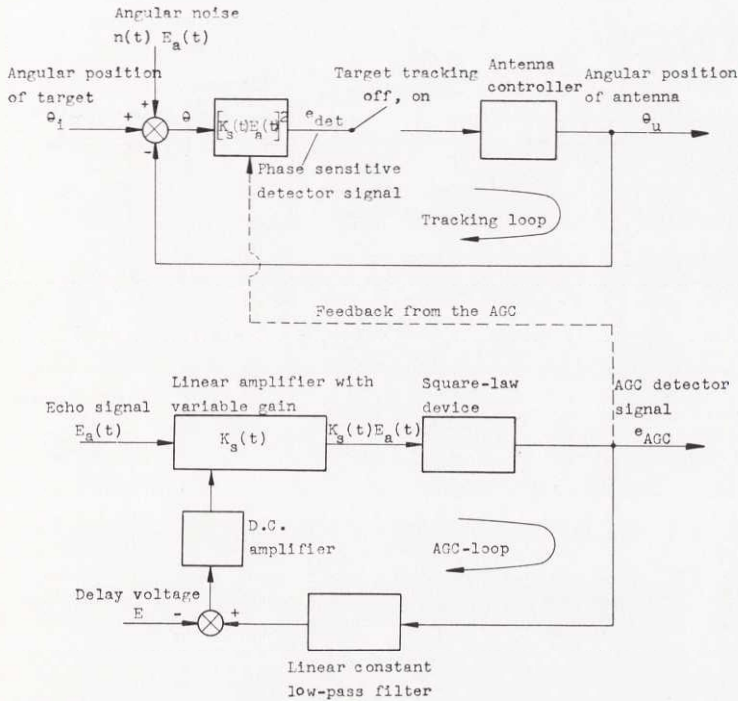 Angular noise
n(t) E_a(t)
Angular position
of target
θ_i
+
+
-
θ
[K_s(t)E_a(t)]²
e_det
Phase sensitive
detector signal
Target tracking
off, on
Antenna
controller
Angular position
of antenna
θ_u
Tracking loop
Feedback from the AGC
Linear amplifier with
variable gain
Echo signal
E_a(t)
K_s(t)
K_s(t)E_a(t)
Square-law
device
AGC detector
signal
e_AGC
D.C.
amplifier
AGC-loop
Delay voltage
E
-
+
Linear constant
low-pass filter